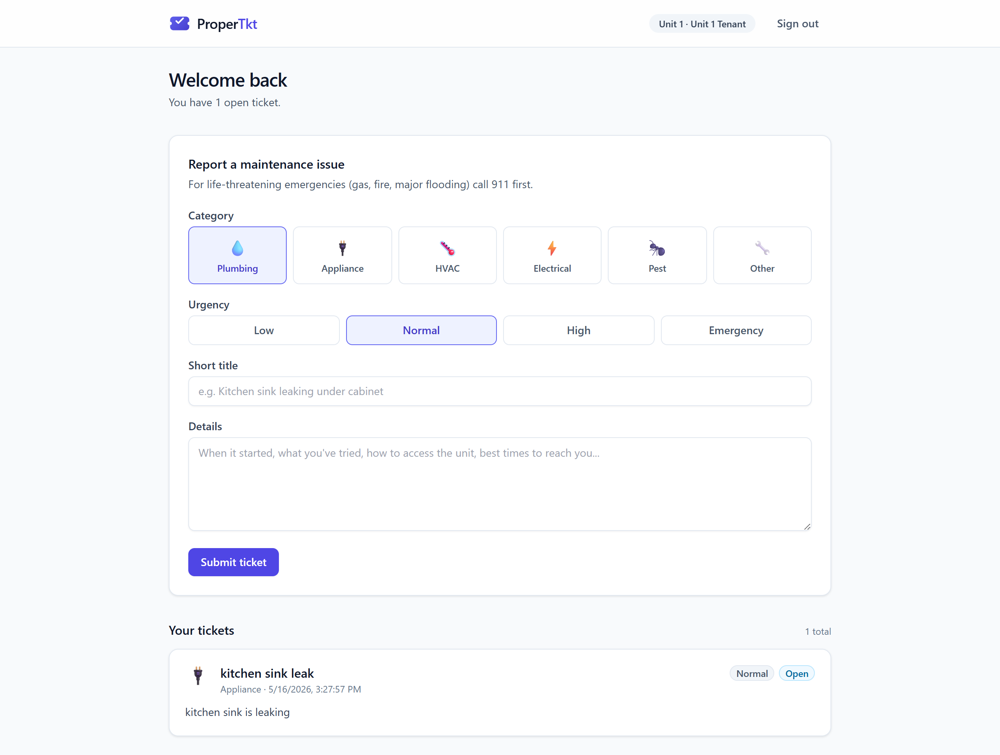 ProperTkt
Unit 1 · Unit 1 Tenant
Sign out
Welcome back
You have 1 open ticket.
Report a maintenance issue
For life-threatening emergencies (gas, fire, major flooding) call 911 first.
Category
Plumbing
Appliance
HVAC
Electrical
Pest
Other
Urgency
Low
Normal
High
Emergency
Short title
e.g. Kitchen sink leaking under cabinet
Details
When it started, what you've tried, how to access the unit, best times to reach you...
Submit ticket
Your tickets
1 total
kitchen sink leak
Normal
Open
Appliance · 5/16/2026, 3:27:57 PM
kitchen sink is leaking